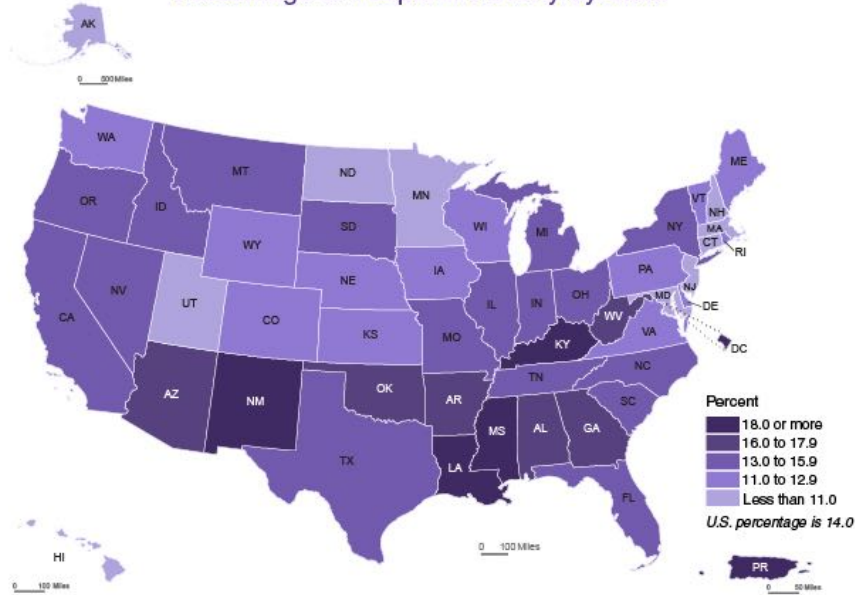 AK
0 500 Miles
WA
MT
ND
MN
ME
OR
ID
SD
WI
MI
VT
NH
NY
MA
CT
RI
WY
NE
IA
PA
NJ
NV
UT
CO
KS
IL
IN
OH
MD
DE
WV
VA
DC
CA
MO
KY
NC
TN
AZ
NM
OK
AR
SC
MS
AL
GA
TX
LA
FL
Percent
18.0 or more
16.0 to 17.9
13.0 to 15.9
11.0 to 12.9
Less than 11.0
U.S. percentage is 14.0
0 100 Miles
HI
0 100 Miles
PR
0 50 Miles